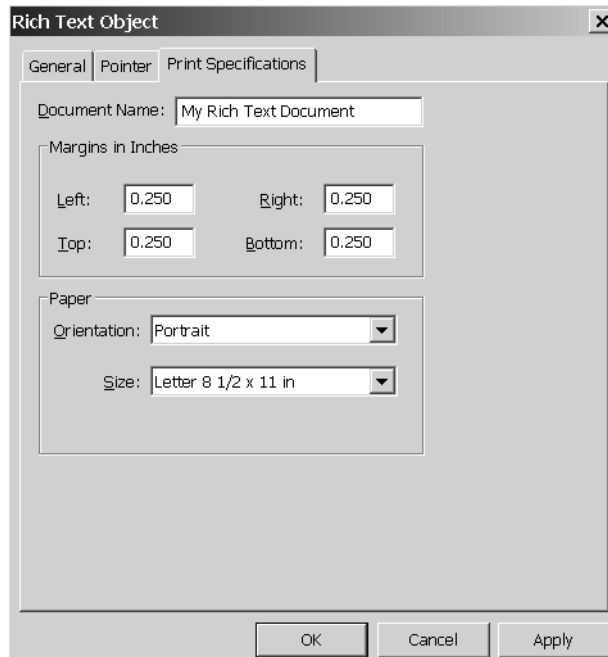 Rich Text Object
General Pointer Print Specifications
Document Name: My Rich Text Document
Margins in Inches
Left: 0.250 Right: 0.250
Top: 0.250 Bottom: 0.250
Paper
Orientation: Portrait
Size: Letter 8 1/2 x 11 in
OK Cancel Apply